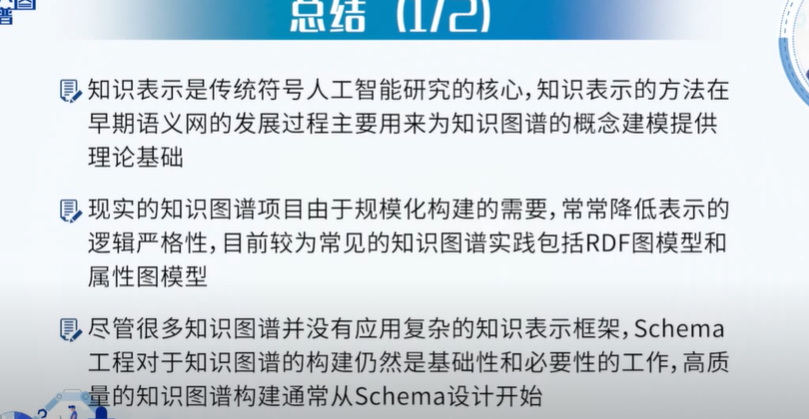 图
谱
总结（1/2）
知识表示是传统符号人工智能研究的核心，知识表示的方法在
早期语义网的发展过程主要用来为知识图谱的概念建模提供
理论基础
现实的知识图谱项目由于规模化构建的需要，常常降低表示的
逻辑严格性，目前较为常见的知识图谱实践包括RDF图模型和
属性图模型
尽管很多知识图谱并没有应用复杂的知识表示框架，Schema
工程对于知识图谱的构建仍然是基础性和必要性的工作，高质
量的知识图谱构建通常从Schema设计开始